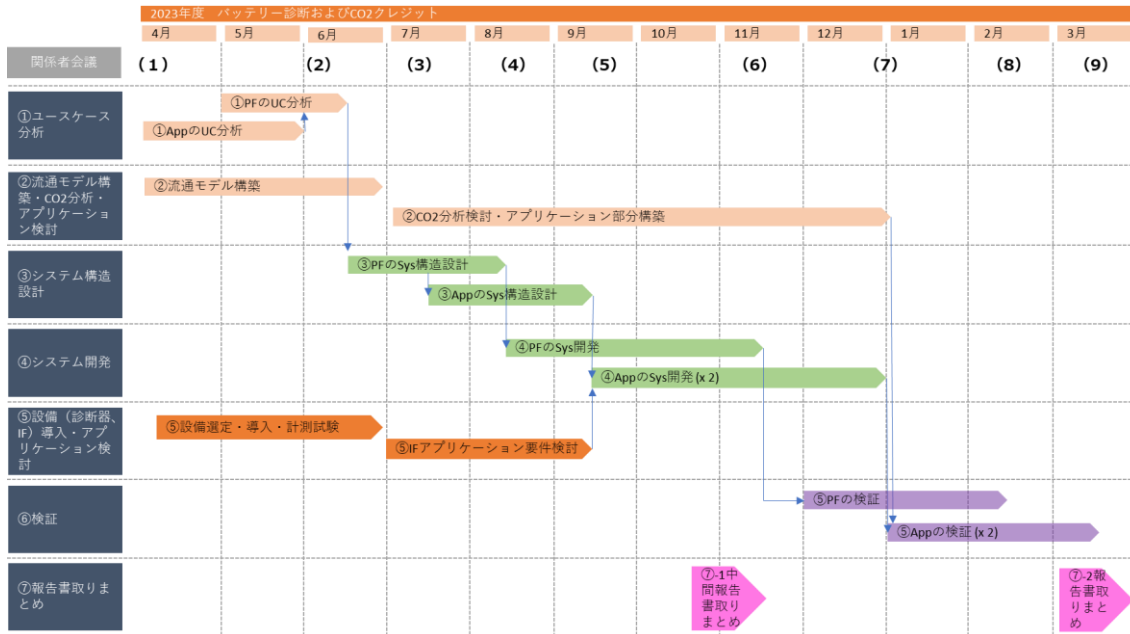 2023年度　バッテリー診断およびCO2クレジット
4月 5月 6月 7月 8月 9月 10月 11月 12月 1月 2月 3月
関係者会議 (1) (2) (3) (4) (5) (6) (7) (8) (9)
①ユースケース
分析
①PFのUC分析
①AppのUC分析
②流通モデル構
築・CO2分析・
アプリケーショ
ン検討
②流通モデル構築
②CO2分析検討・アプリケーション部分構築
③システム構造
設計
③PFのSys構造設計
③AppのSys構造設計
④システム開発
④PFのSys開発
④AppのSys開発(x 2)
⑤設備（診断器、
IF）導入・アプ
リケーション検
討
⑤設備選定・導入・計測試験
⑤IFアプリケーション要件検討
⑥検証
⑤PFの検証
⑤Appの検証(x 2)
⑦報告書取りま
とめ
⑦-1中
間報告
書取り
まとめ
⑦-2報
告書取
りまと
め